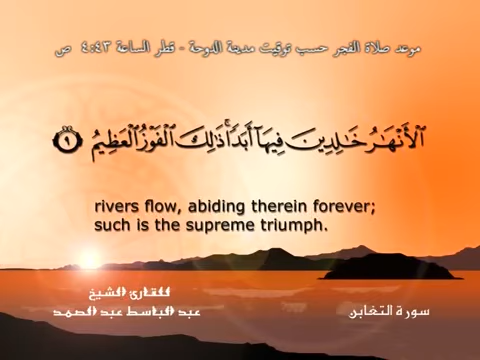 موعد صلاة الفجر حسب توقيت مدينة الدوحة - قطر الساعة ٤:٤٣ ص
ٱلْأَنْهَٰرُ خَٰلِدِينَ فِيهَآ أَبَدًا ۚ ذَٰلِكَ ٱلْفَوْزُ ٱلْعَظِيمُ ٩
rivers flow, abiding therein forever;
such is the supreme triumph.
للقارئ الشيخ
عبد الباسط عبد الصمد
سورة التغابن